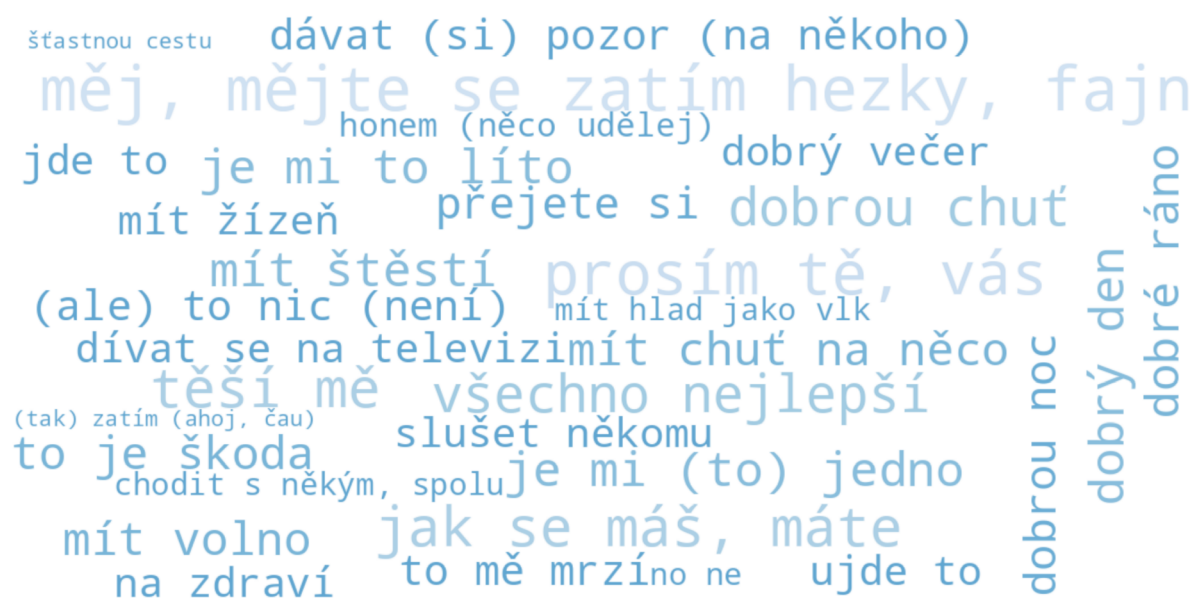 šťastnou cestu
dávat (si) pozor (na někoho)
měj, mějte se zatím hezky, fajn
honem (něco udělej)
jde to
je mi to líto
dobrý večer
mít žízeň
přejete si
dobrou chuť
mít štěstí
prosím tě, vás
(ale) to nic (není)
mít hlad jako vlk
dívat se na televizi
mít chuť na něco
těší mě
všechno nejlepší
(tak) zatím (ahoj, čau)
slušet někomu
to je škoda
je mi (to) jedno
chodit s někým, spolu
jak se máš, máte
mít volno
na zdraví
to mě mrzí
no ne
ujde to
dobrou noc
dobrý den
dobré ráno